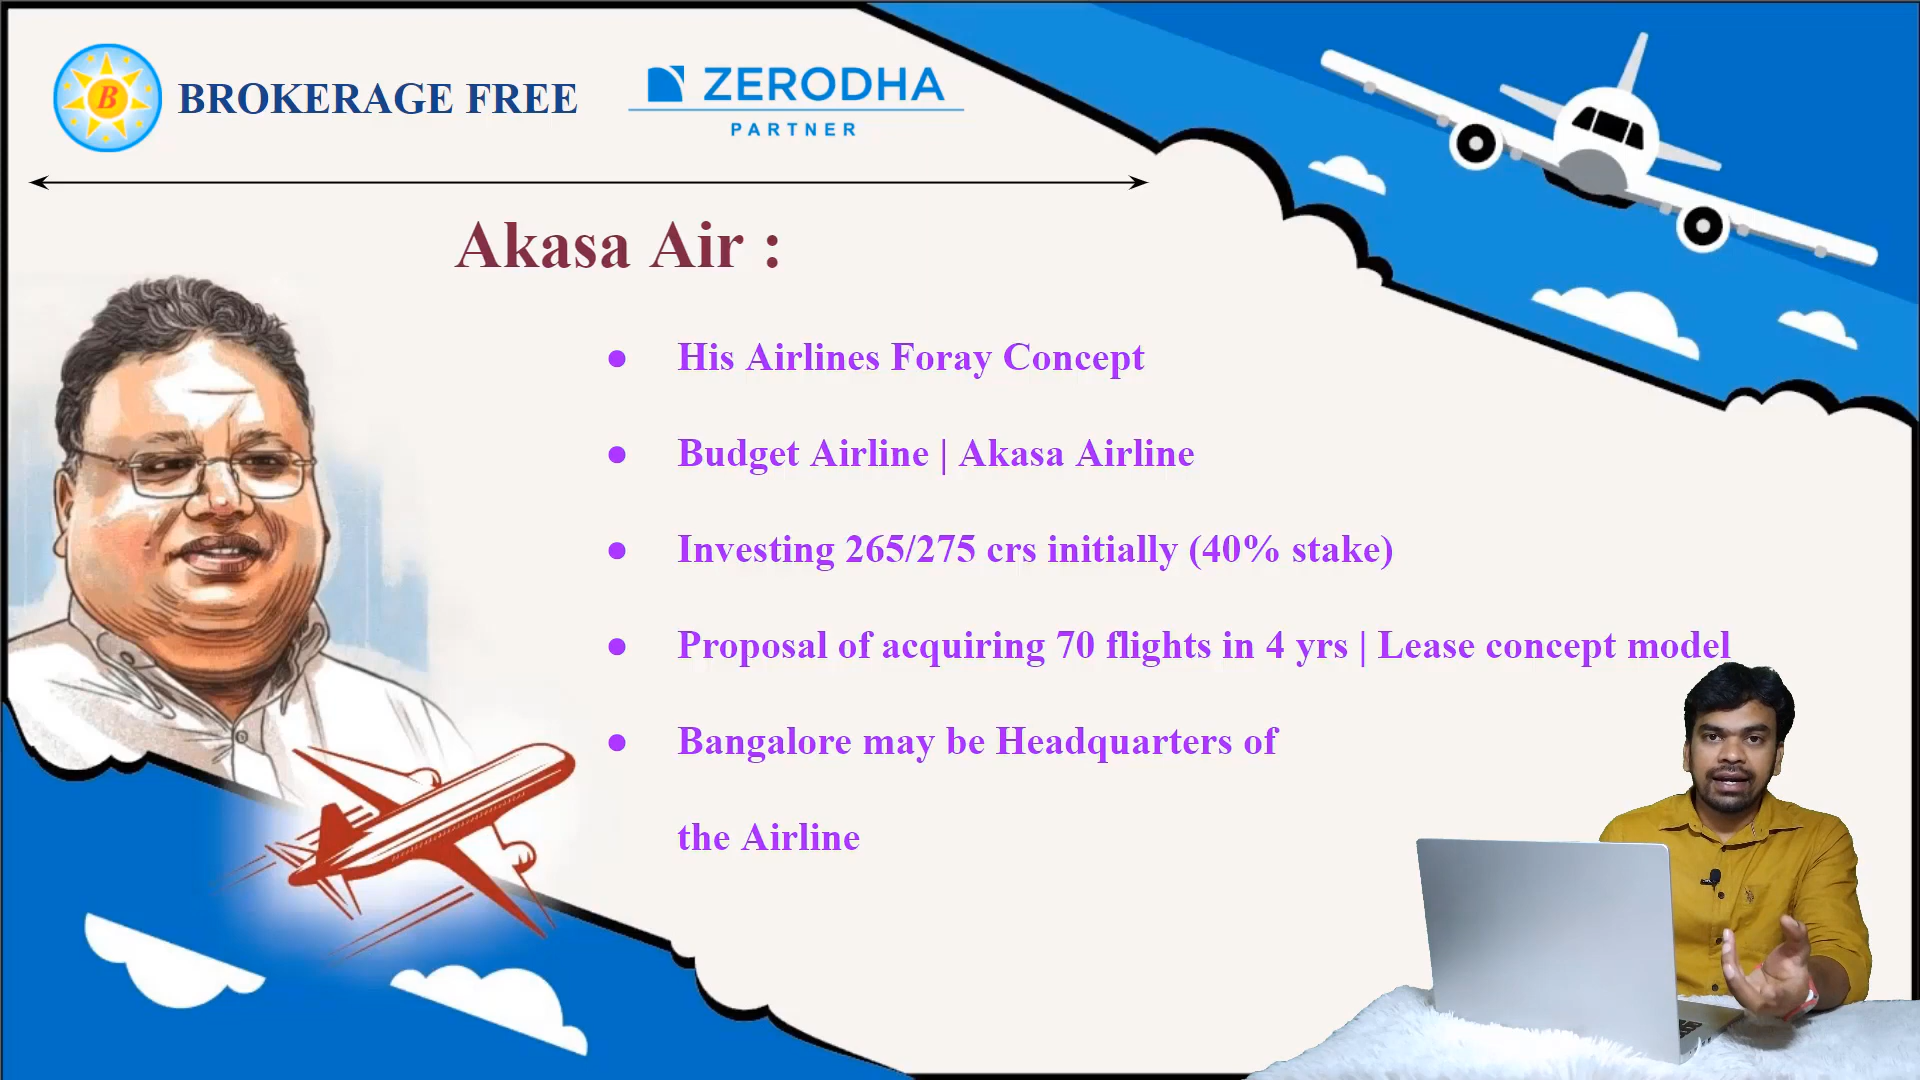 B
BROKERAGE FREE
ZERODHA
PARTNER
Akasa Air :
● His Airlines Foray Concept
● Budget Airline | Akasa Airline
● Investing 265/275 crs initially (40% stake)
● Proposal of acquiring 70 flights in 4 yrs | Lease concept model
● Bangalore may be Headquarters of
the Airline